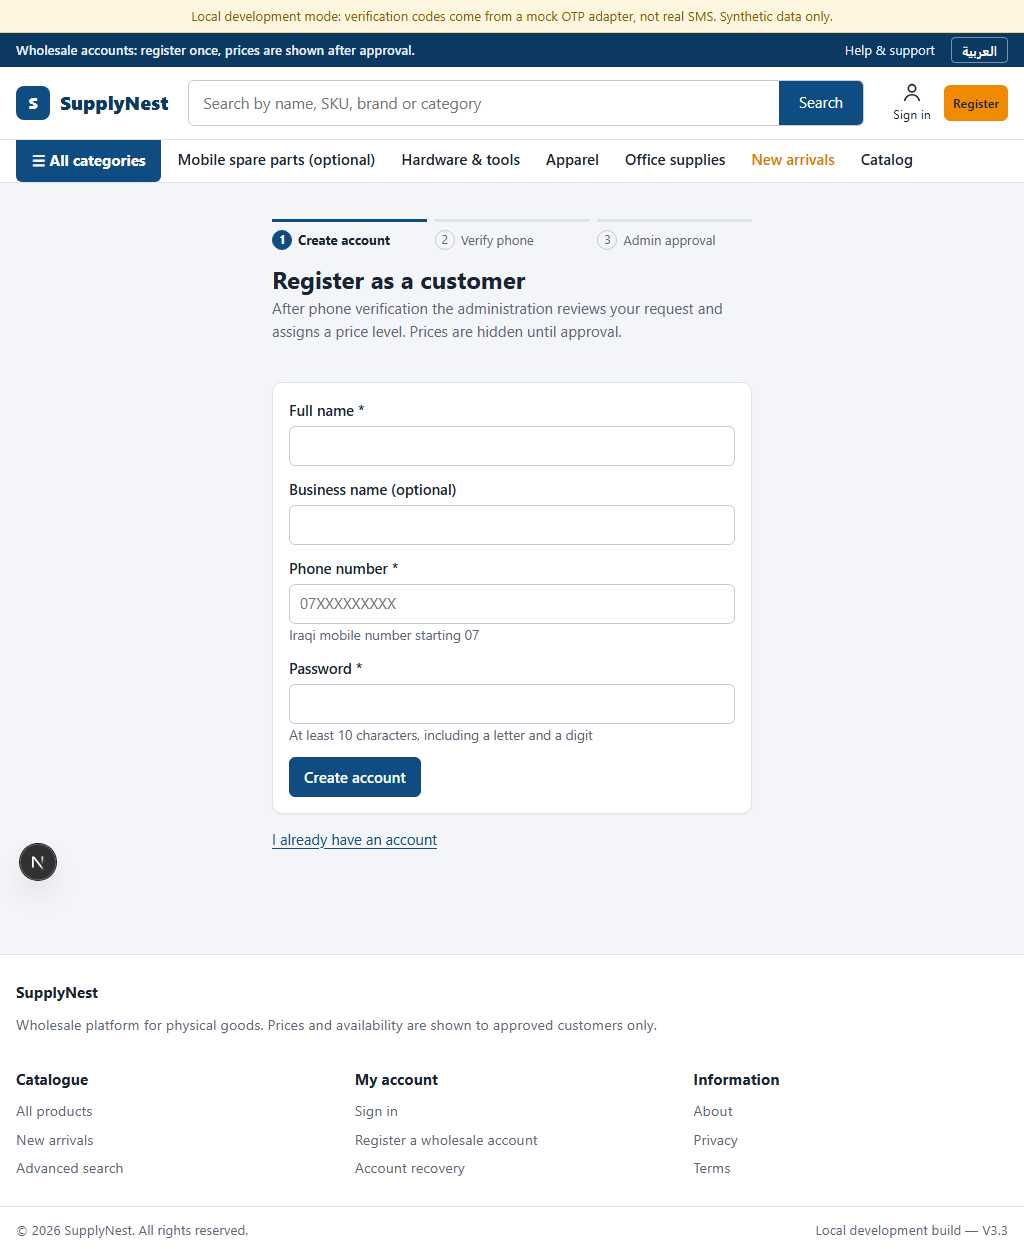 Local development mode: verification codes come from a mock OTP adapter, not real SMS. Synthetic data only.
Wholesale accounts: register once, prices are shown after approval.
Help & support
العربية
S
SupplyNest
Search by name, SKU, brand or category
Search
Sign in
Register
☰ All categories
Mobile spare parts (optional)
Hardware & tools
Apparel
Office supplies
New arrivals
Catalog
1 Create account
2 Verify phone
3 Admin approval
Register as a customer
After phone verification the administration reviews your request and
assigns a price level. Prices are hidden until approval.
Full name *
Business name (optional)
Phone number *
07XXXXXXXXX
Iraqi mobile number starting 07
Password *
At least 10 characters, including a letter and a digit
Create account
I already have an account
N
SupplyNest
Wholesale platform for physical goods. Prices and availability are shown to approved customers only.
Catalogue
All products
New arrivals
Advanced search
My account
Sign in
Register a wholesale account
Account recovery
Information
About
Privacy
Terms
© 2026 SupplyNest. All rights reserved.
Local development build — V3.3